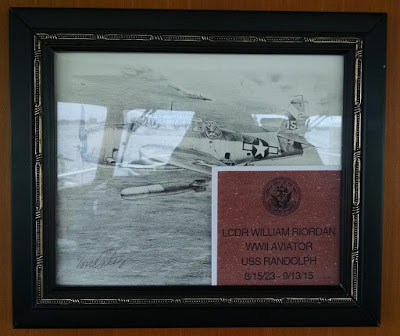 LCDR WILLIAM RIORDAN
WWII AVIATOR
USS RANDOLPH
8/15/23 - 9/13/15